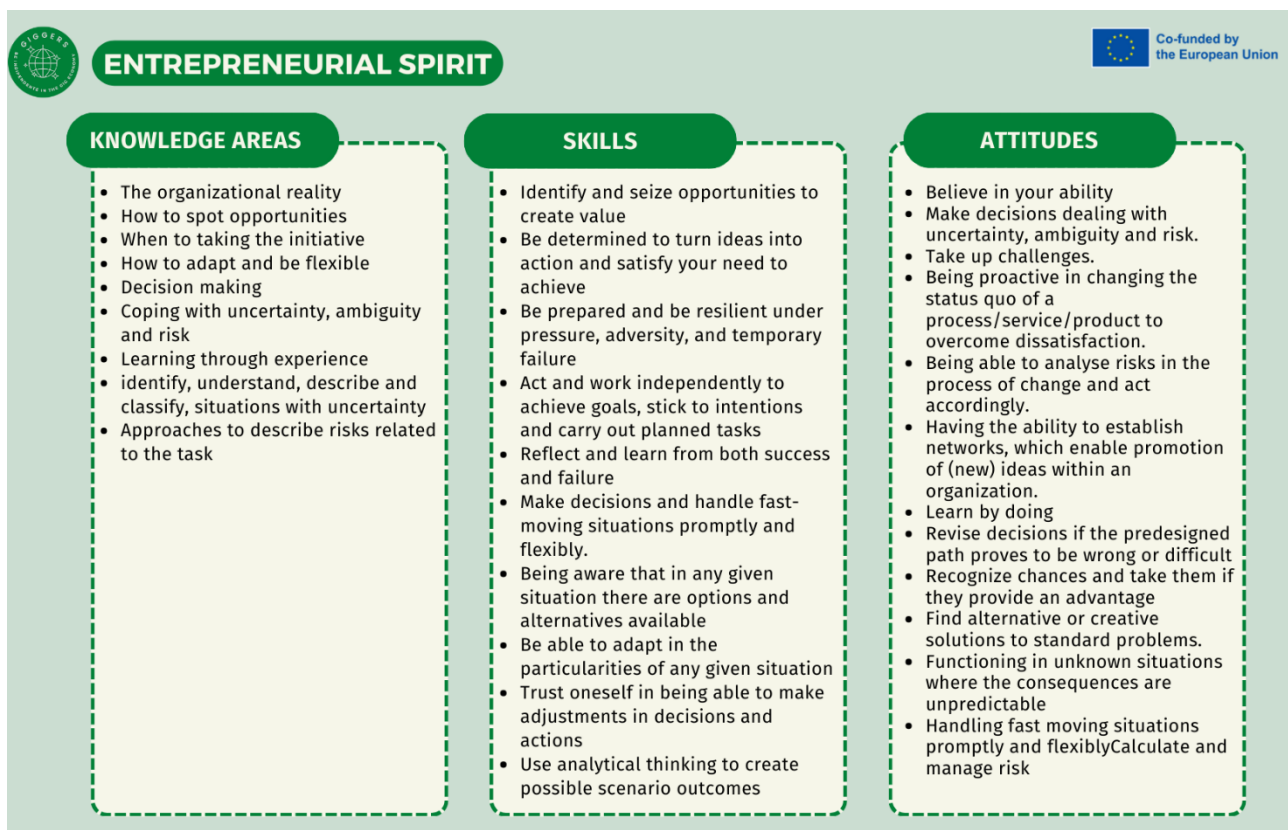 GIGGERS
BE INDEPENDENTS IN THE GIG ECONOMY
ENTREPRENEURIAL SPIRIT
Co-funded by
the European Union
KNOWLEDGE AREAS
• The organizational reality
• How to spot opportunities
• When to taking the initiative
• How to adapt and be flexible
• Decision making
• Coping with uncertainty, ambiguity
and risk
• Learning through experience
• identify, understand, describe and
classify, situations with uncertainty
• Approaches to describe risks related
to the task
SKILLS
• Identify and seize opportunities to
create value
• Be determined to turn ideas into
action and satisfy your need to
achieve
• Be prepared and be resilient under
pressure, adversity, and temporary
failure
• Act and work independently to
achieve goals, stick to intentions
and carry out planned tasks
• Reflect and learn from both success
and failure
• Make decisions and handle fast-
moving situations promptly and
flexibly.
• Being aware that in any given
situation there are options and
alternatives available
• Be able to adapt in the
particularities of any given situation
• Trust oneself in being able to make
adjustments in decisions and
actions
• Use analytical thinking to create
possible scenario outcomes
ATTITUDES
• Believe in your ability
• Make decisions dealing with
uncertainty, ambiguity and risk.
• Take up challenges.
• Being proactive in changing the
status quo of a
process/service/product to
overcome dissatisfaction.
• Being able to analyse risks in the
process of change and act
accordingly.
• Having the ability to establish
networks, which enable promotion
of (new) ideas within an
organization.
• Learn by doing
• Revise decisions if the predesigned
path proves to be wrong or difficult
• Recognize chances and take them if
they provide an advantage
• Find alternative or creative
solutions to standard problems.
• Functioning in unknown situations
where the consequences are
unpredictable
• Handling fast moving situations
promptly and flexiblyCalculate and
manage risk